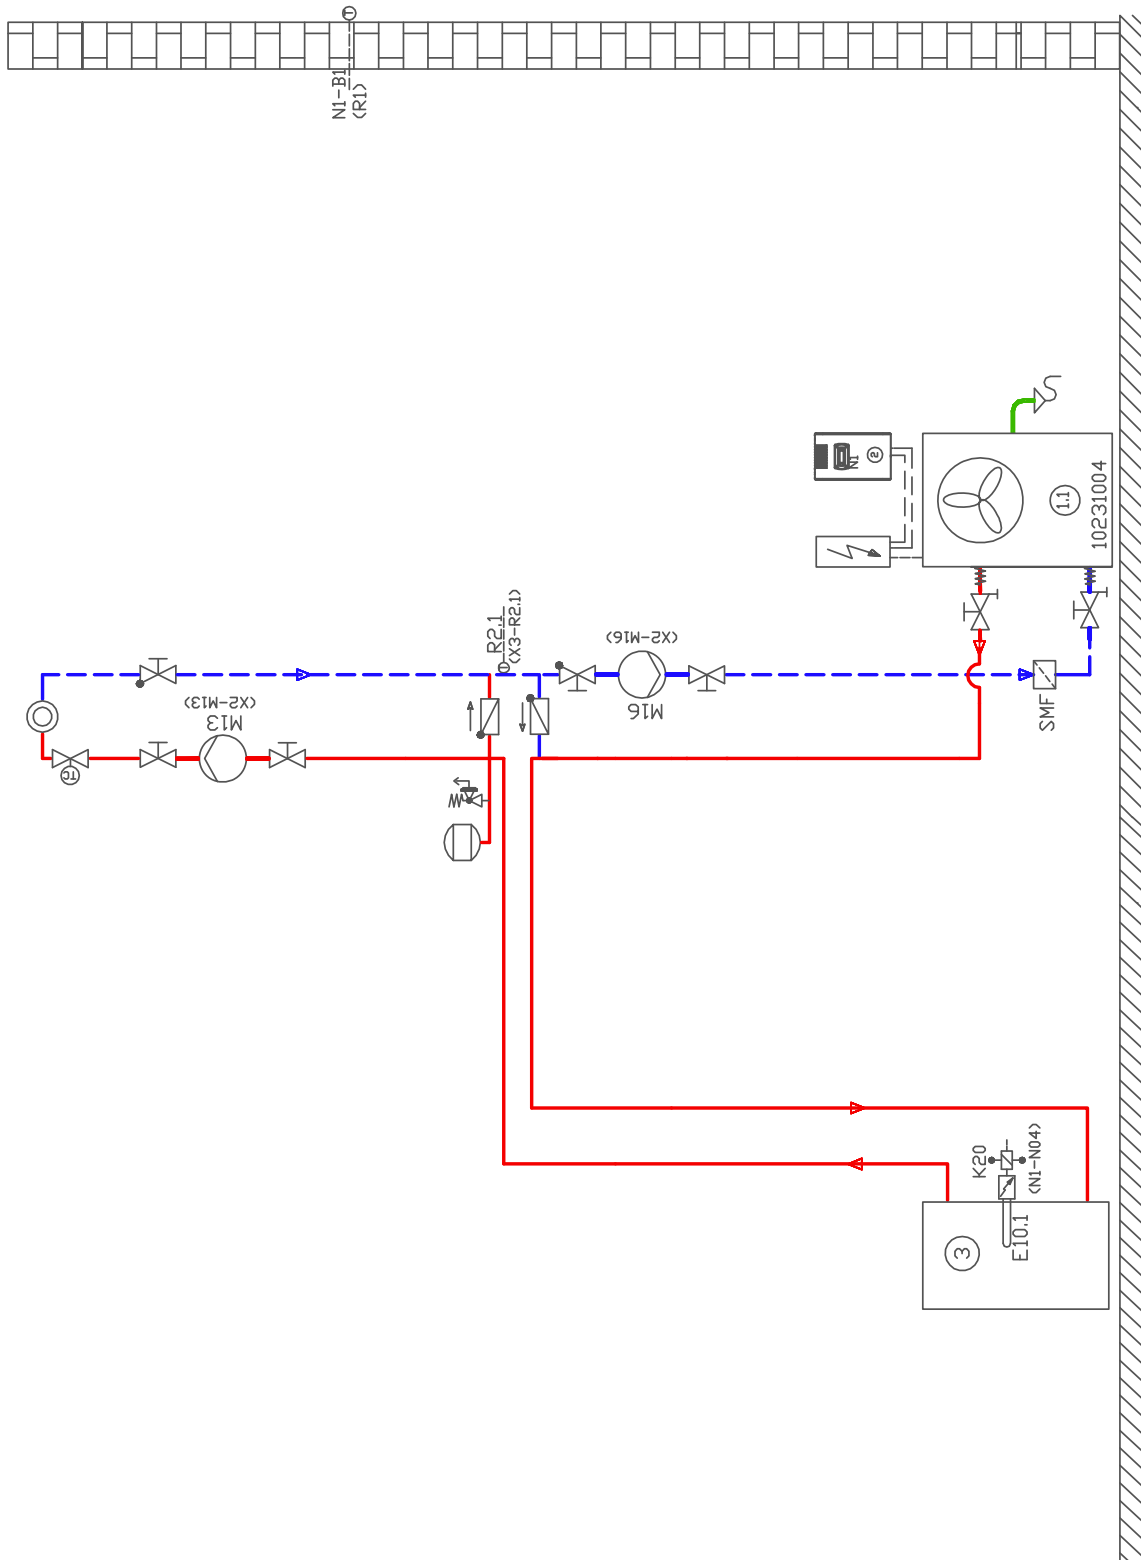 N1-B1
(R1)
T
N1
2
1.1
10231004
R2.1
(X3-R2.1)
T
(X2-M16)
M16
SMF
(X2-M13)
M13
K20
(N1-N04)
E10.1
3